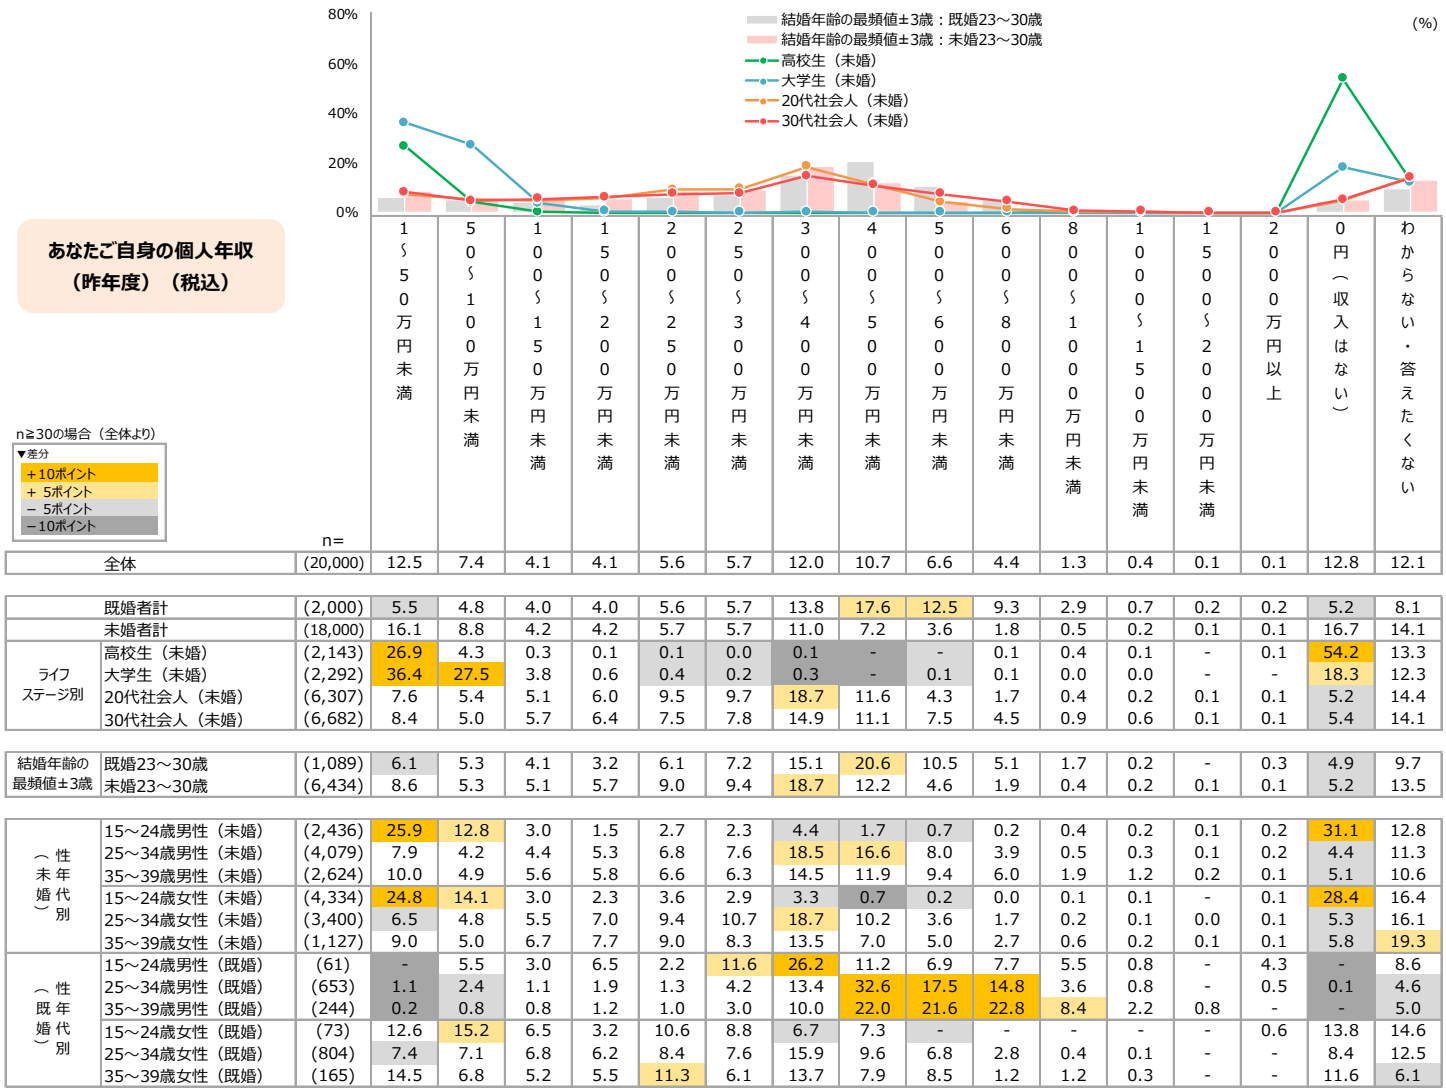 (%)
80%
60%
40%
20%
0%
結婚年齢の最頻値±3歳：既婚23～30歳
結婚年齢の最頻値±3歳：未婚23～30歳
高校生（未婚）
大学生（未婚）
20代社会人（未婚）
30代社会人（未婚）
あなたご自身の個人年収
（昨年度）（税込）
1～50万円未満
50～100万円未満
100～150万円未満
150～200万円未満
200～250万円未満
250～300万円未満
300～400万円未満
400～500万円未満
500～600万円未満
600～800万円未満
800～1000万円未満
1000～1500万円未満
1500～2000万円未満
2000万円以上
0円（収入はない）
わからない・答えたくない
n≧30の場合（全体より）
▼差分
+10ポイント
+ 5ポイント
- 5ポイント
-10ポイント
n=
全体 (20,000) 12.5 7.4 4.1 4.1 5.6 5.7 12.0 10.7 6.6 4.4 1.3 0.4 0.1 0.1 12.8 12.1
既婚者計 (2,000) 5.5 4.8 4.0 4.0 5.6 5.7 13.8 17.6 12.5 9.3 2.9 0.7 0.2 0.2 5.2 8.1
未婚者計 (18,000) 16.1 8.8 4.2 4.2 5.7 5.7 11.0 7.2 3.6 1.8 0.5 0.2 0.1 0.1 16.7 14.1
ライフ
ステージ別
高校生（未婚） (2,143) 26.9 4.3 0.3 0.1 0.1 0.0 0.1 - - 0.1 0.4 0.1 - 0.1 54.2 13.3
大学生（未婚） (2,292) 36.4 27.5 3.8 0.6 0.4 0.2 0.3 - 0.1 0.1 0.0 0.0 - - 18.3 12.3
20代社会人（未婚） (6,307) 7.6 5.4 5.1 6.0 9.5 9.7 18.7 11.6 4.3 1.7 0.4 0.2 0.1 0.1 5.2 14.4
30代社会人（未婚） (6,682) 8.4 5.0 5.7 6.4 7.5 7.8 14.9 11.1 7.5 4.5 0.9 0.6 0.1 0.1 5.4 14.1
結婚年齢の
最頻値±3歳
既婚23～30歳 (1,089) 6.1 5.3 4.1 3.2 6.1 7.2 15.1 20.6 10.5 5.1 1.7 0.2 - 0.3 4.9 9.7
未婚23～30歳 (6,434) 8.6 5.3 5.1 5.7 9.0 9.4 18.7 12.2 4.6 1.9 0.4 0.2 0.1 0.1 5.2 13.5
性年代別（未婚）
15～24歳男性（未婚） (2,436) 25.9 12.8 3.0 1.5 2.7 2.3 4.4 1.7 0.7 0.2 0.4 0.2 0.1 0.2 31.1 12.8
25～34歳男性（未婚） (4,079) 7.9 4.2 4.4 5.3 6.8 7.6 18.5 16.6 8.0 3.9 0.5 0.3 0.1 0.2 4.4 11.3
35～39歳男性（未婚） (2,624) 10.0 4.9 5.6 5.8 6.6 6.3 14.5 11.9 9.4 6.0 1.9 1.2 0.2 0.1 5.1 10.6
15～24歳女性（未婚） (4,334) 24.8 14.1 3.0 2.3 3.6 2.9 3.3 0.7 0.2 0.0 0.1 0.1 - 0.1 28.4 16.4
25～34歳女性（未婚） (3,400) 6.5 4.8 5.5 7.0 9.4 10.7 18.7 10.2 3.6 1.7 0.2 0.1 0.0 0.1 5.3 16.1
35～39歳女性（未婚） (1,127) 9.0 5.0 6.7 7.7 9.0 8.3 13.5 7.0 5.0 2.7 0.6 0.2 0.1 0.1 5.8 19.3
性年代別（既婚）
15～24歳男性（既婚） (61) - 5.5 3.0 6.5 2.2 11.6 26.2 11.2 6.9 7.7 5.5 0.8 - 4.3 - 8.6
25～34歳男性（既婚） (653) 1.1 2.4 1.1 1.9 1.3 4.2 13.4 32.6 17.5 14.8 3.6 0.8 - 0.5 0.1 4.6
35～39歳男性（既婚） (244) 0.2 0.8 0.8 1.2 1.0 3.0 10.0 22.0 21.6 22.8 8.4 2.2 0.8 - - 5.0
15～24歳女性（既婚） (73) 12.6 15.2 6.5 3.2 10.6 8.8 6.7 7.3 - - - - - 0.6 13.8 14.6
25～34歳女性（既婚） (804) 7.4 7.1 6.8 6.2 8.4 7.6 15.9 9.6 6.8 2.8 0.4 0.1 - - 8.4 12.5
35～39歳女性（既婚） (165) 14.5 6.8 5.2 5.5 11.3 6.1 13.7 7.9 8.5 1.2 1.2 0.3 - - 11.6 6.1